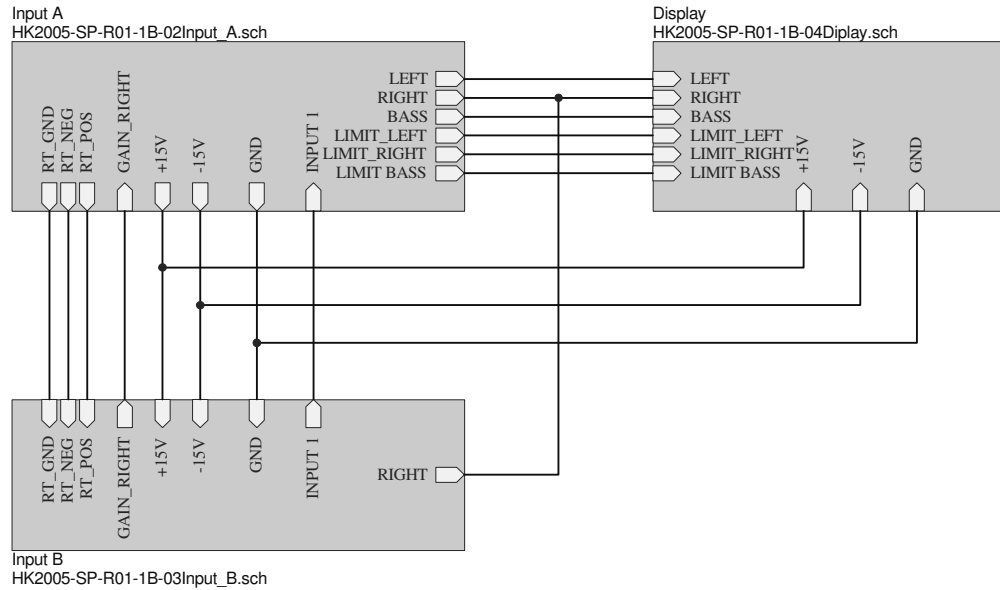 Input A
HK2005-SP-R01-1B-02Input_A.sch
RT_GND
RT_NEG
RT_POS
GAIN_RIGHT
+15V
-15V
GND
INPUT 1
LEFT
RIGHT
BASS
LIMIT_LEFT
LIMIT_RIGHT
LIMIT BASS
Display
HK2005-SP-R01-1B-04Diplay.sch
LEFT
RIGHT
BASS
LIMIT_LEFT
LIMIT_RIGHT
LIMIT BASS
+15V
-15V
GND
RT_GND
RT_NEG
RT_POS
GAIN_RIGHT
+15V
-15V
GND
INPUT 1
RIGHT
Input B
HK2005-SP-R01-1B-03Input_B.sch